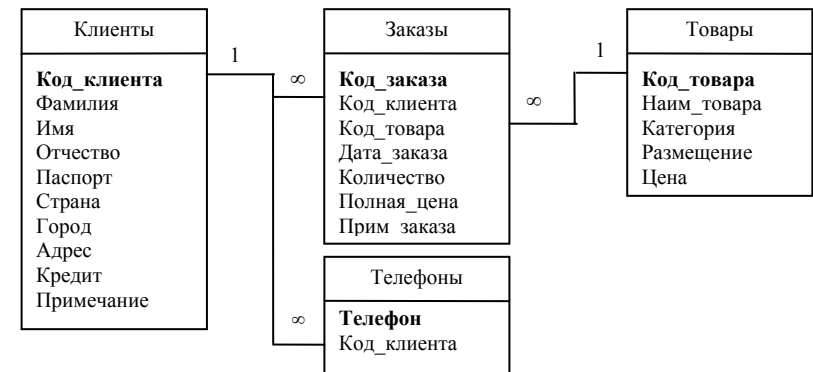 Клиенты
Код_клиента
Фамилия
Имя
Отчество
Паспорт
Страна
Город
Адрес
Кредит
Примечание
1
∞
∞
Заказы
Код_заказа
Код_клиента
Код_товара
Дата_заказа
Количество
Полная_цена
Прим_заказа
∞
1
Товары
Код_товара
Наим_товара
Категория
Размещение
Цена
Телефоны
Телефон
Код_клиента